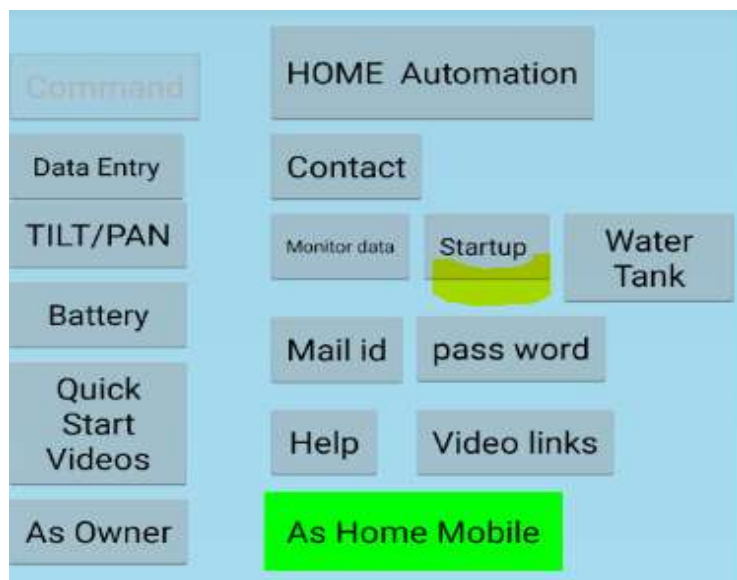 Command
HOME Automation
Data Entry
Contact
TILT/PAN
Monitor data
Startup
Water
Tank
Battery
Mail id
pass word
Quick
Start
Videos
Help
Video links
As Owner
As Home Mobile